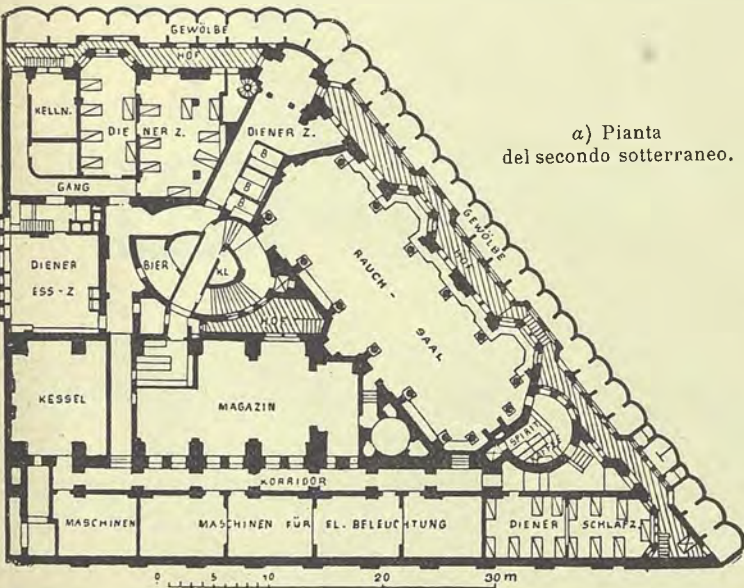 GEWÖLBE
HOF
a) Pianta
del secondo sotterraneo.
KELLN.
DIENER Z.
DIENER Z.
GANG
B
B
B
GEWÖLBE
HOF
DIENER
ESS-Z
BIER
KL
RAUCH-
SAAL
HOF
KESSEL
MAGAZIN
SPIRIT
KORRIDOR
MASCHINEN
MASCHINEN FÜR EL. BELEUCHTUNG
DIENER SCHLAFZ.
0 5 10 20 30 m